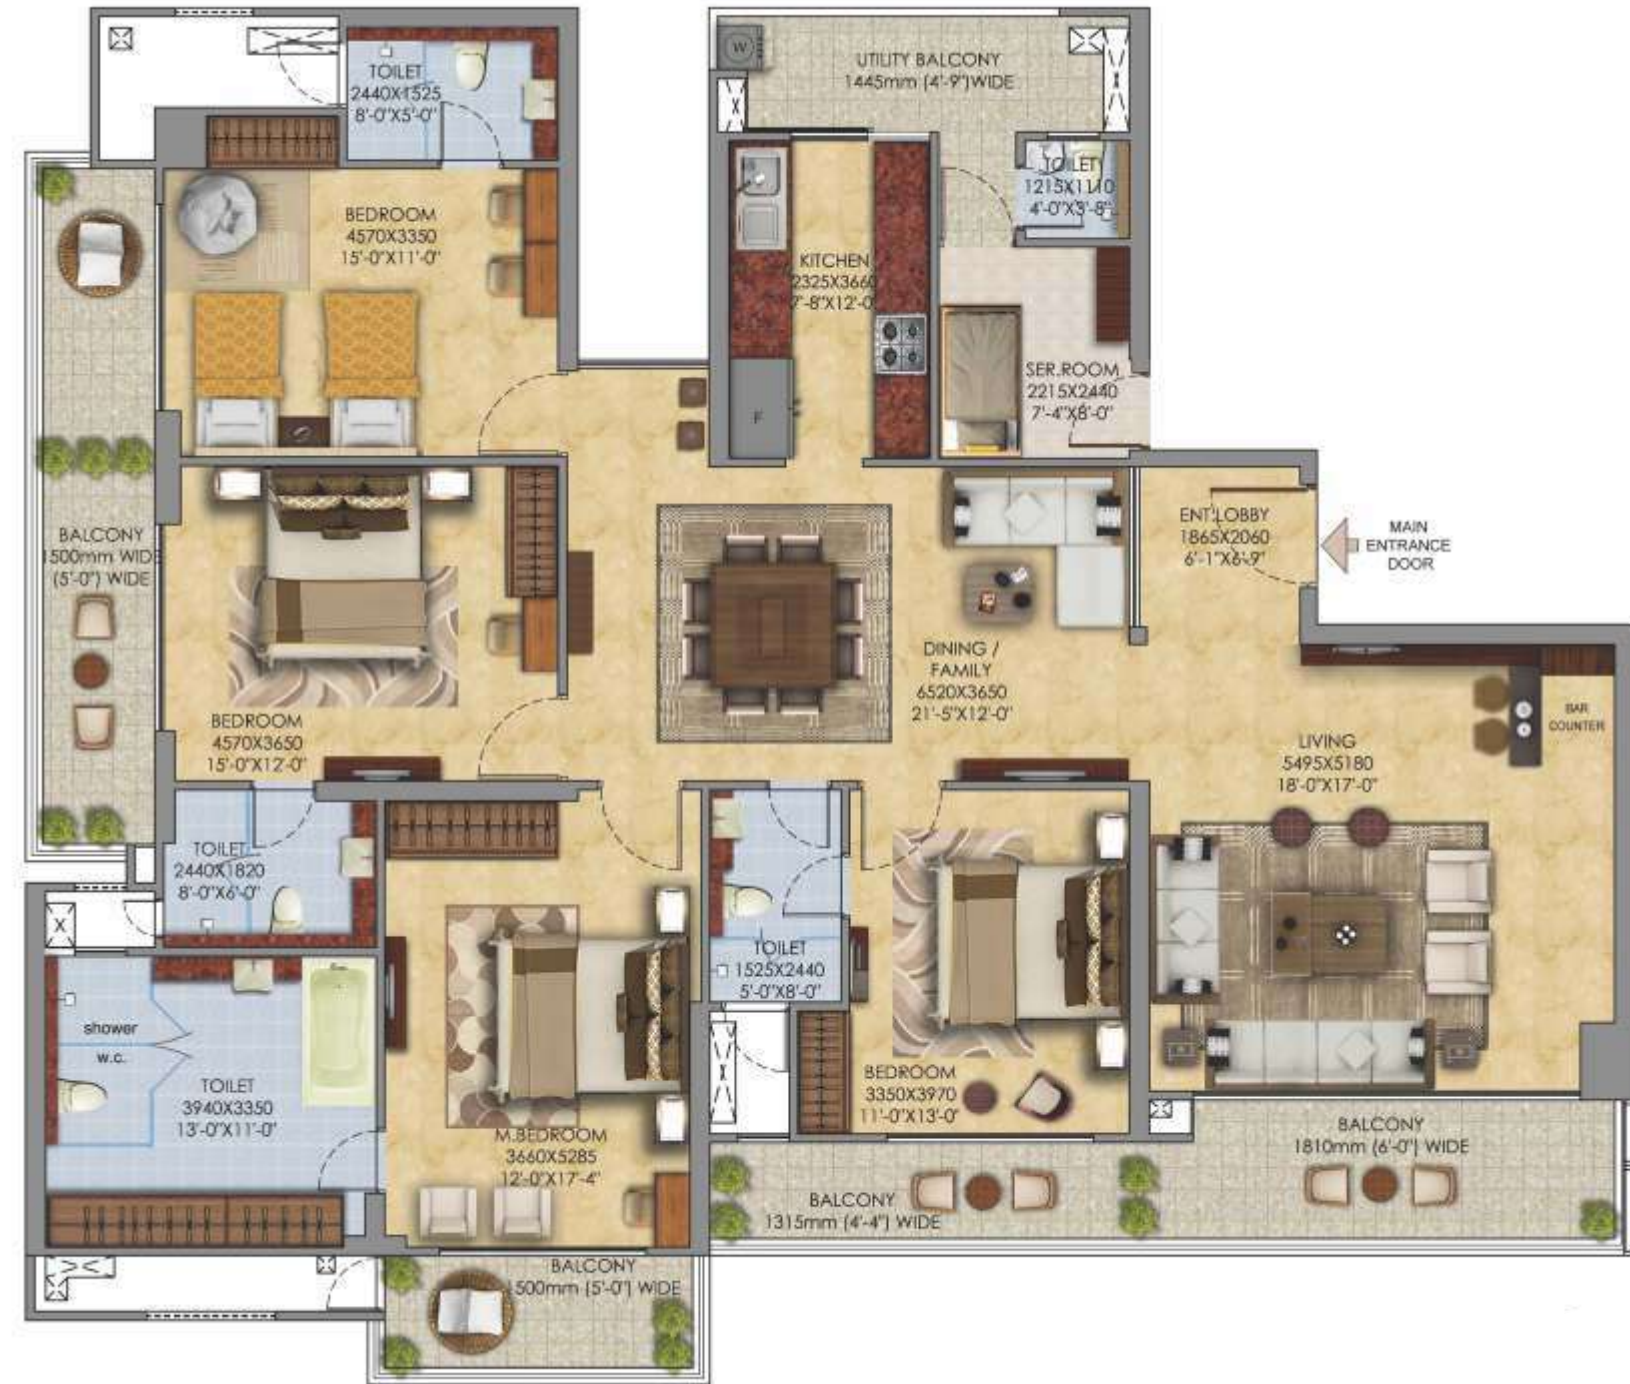 TOILET
2440X1525
8'-0"X5'-0"
W
UTILITY BALCONY
1445mm (4'-9")WIDE
X
X
TOILET
1215X1110
4'-0"X3'-8"
BEDROOM
4570X3350
15'-0"X11'-0"
KITCHEN
2325X3660
7'-8"X12'-0
F
SER.ROOM
2215X2440
7'-4"X8'-0"
BALCONY
1500mm WIDE
(5'-0") WIDE
ENT.LOBBY
1865X2060
6'-1"X6'-9"
MAIN
ENTRANCE
DOOR
DINING /
FAMILY
6520X3650
21'-5"X12'-0"
BEDROOM
4570X3650
15'-0"X12'-0"
BAR
COUNTER
LIVING
5495X5180
18'-0"X17'-0"
TOILET
2440X1820
8'-0"X6'-0"
X
TOILET
1525X2440
5'-0"X8'-0"
shower
w.c.
TOILET
3940X3350
13'-0"X11'-0"
X
BEDROOM
3350X3970
11'-0"X13'-0
M.BEDROOM
3660X5285
12'-0"X17'-4"
BALCONY
1810mm (6'-0") WIDE
BALCONY
1315mm (4'-4") WIDE
BALCONY
1500mm (5'-0") WIDE